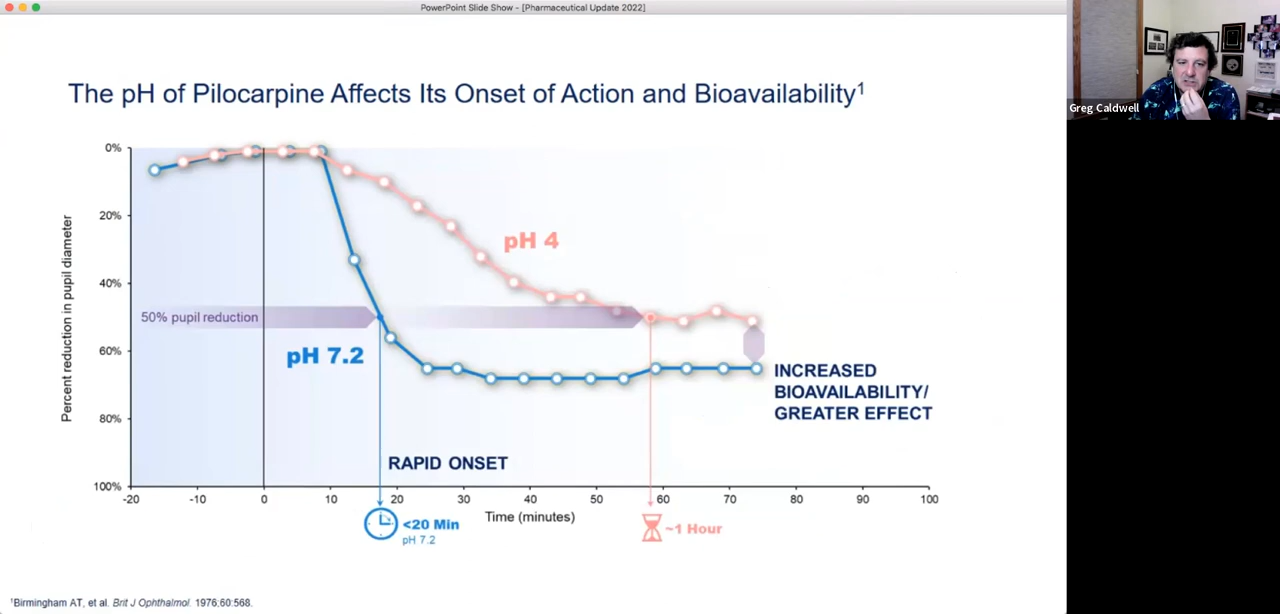 PowerPoint Slide Show - [Pharmaceutical Update 2022]
Greg Caldwell
The pH of Pilocarpine Affects Its Onset of Action and Bioavailability1
Percent reduction in pupil diameter
0%
20%
40%
60%
80%
100%
pH 4
50% pupil reduction
pH 7.2
INCREASED
BIOAVAILABILITY/
GREATER EFFECT
RAPID ONSET
-20 -10 0 10 20 30 40 50 60 70 80 90 100
Time (minutes)
<20 Min
pH 7.2
~1 Hour
1Birmingham AT, et al. Brit J Ophthalmol. 1976;60:568.